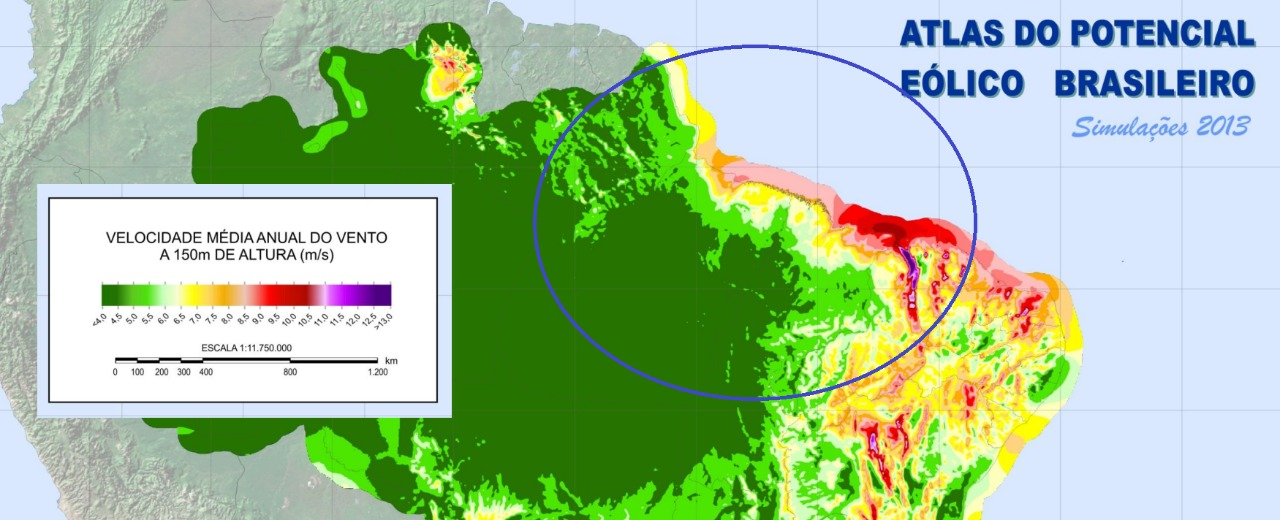 ATLAS DO POTENCIAL
EÓLICO BRASILEIRO
Simulações 2013
VELOCIDADE MÉDIA ANUAL DO VENTO
A 150m DE ALTURA (m/s)
<4,0 4,5 5,0 5,5 6,0 6,5 7,0 7,5 8,0 8,5 9,0 9,5 10,0 10,5 11,0 11,5 12,0 12,5 >13,0
ESCALA 1:11.750.000
km
0 100 200 300 400 800 1.200